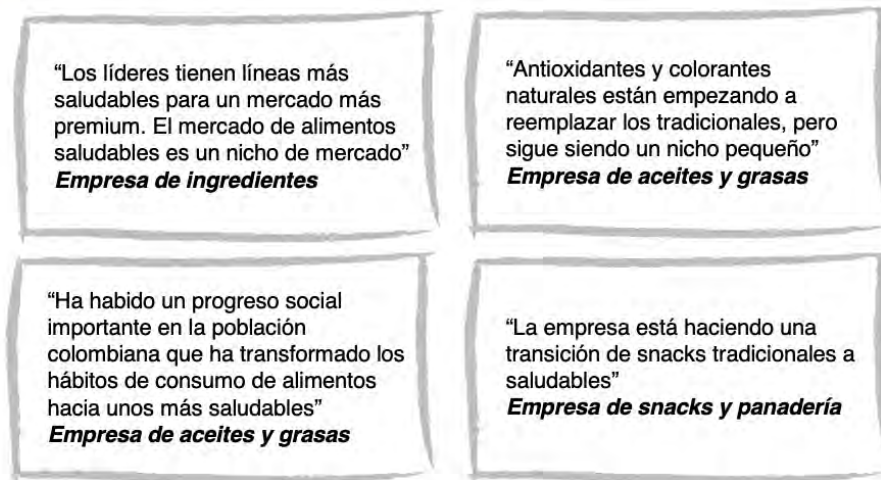 “Los líderes tienen líneas más
saludables para un mercado más
premium. El mercado de alimentos
saludables es un nicho de mercado”
Empresa de ingredientes
“Antioxidantes y colorantes
naturales están empezando a
reemplazar los tradicionales, pero
sigue siendo un nicho pequeño”
Empresa de aceites y grasas
“Ha habido un progreso social
importante en la población
colombiana que ha transformado los
hábitos de consumo de alimentos
hacia unos más saludables”
Empresa de aceites y grasas
“La empresa está haciendo una
transición de snacks tradicionales a
saludables”
Empresa de snacks y panadería